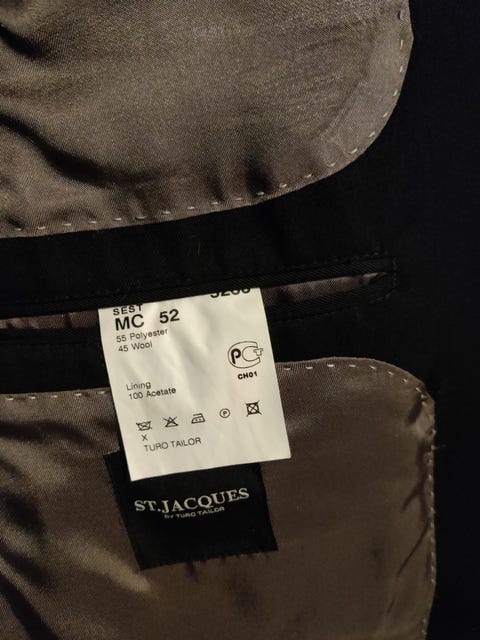 SEST
MC 52
55 Polyester
45 Wool
PCT
CH01
Lining
100 Acetate
P
X
TURO TAILOR
ST.JACQUES
BY TURO TAILOR